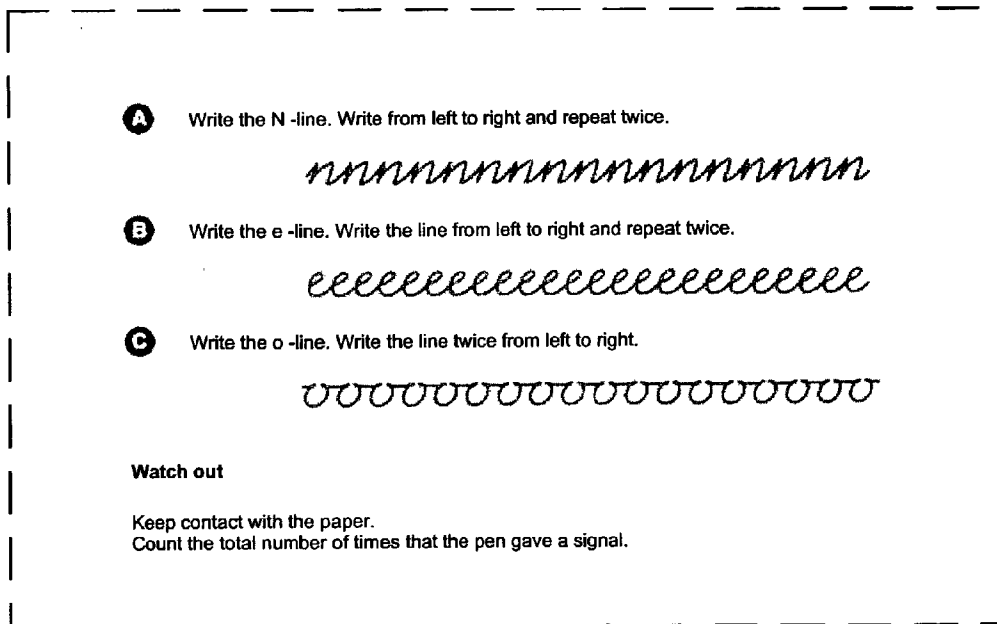 A Write the N -line. Write from left to right and repeat twice.
nnnnnnnnnnnnnnnnn
B Write the e -line. Write the line from left to right and repeat twice.
eeeeeeeeeeeeeeeeeeeeeeee
C Write the o -line. Write the line twice from left to right.
oooooooooooooooooo
Watch out
Keep contact with the paper.
Count the total number of times that the pen gave a signal.